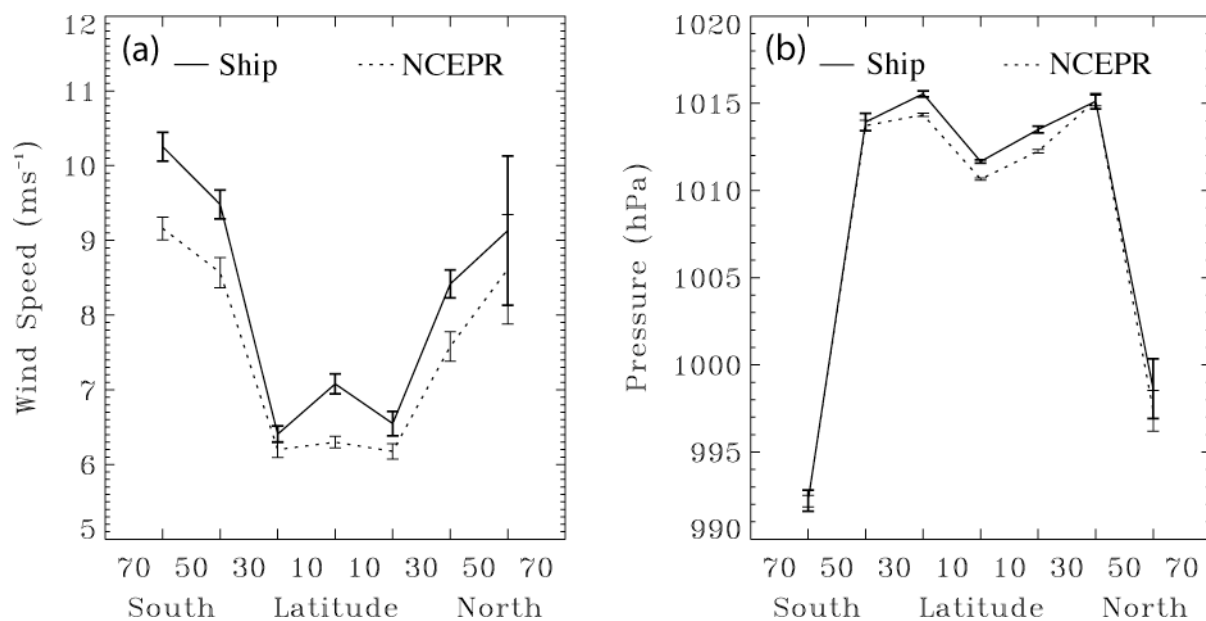 (a)
Ship
NCEPR
12
11
10
9
8
7
6
5
Wind Speed (ms⁻¹)
70 50 30 10 10 30 50 70
South Latitude North
(b)
Ship
NCEPR
1020
1015
1010
1005
1000
995
990
Pressure (hPa)
70 50 30 10 10 30 50 70
South Latitude North